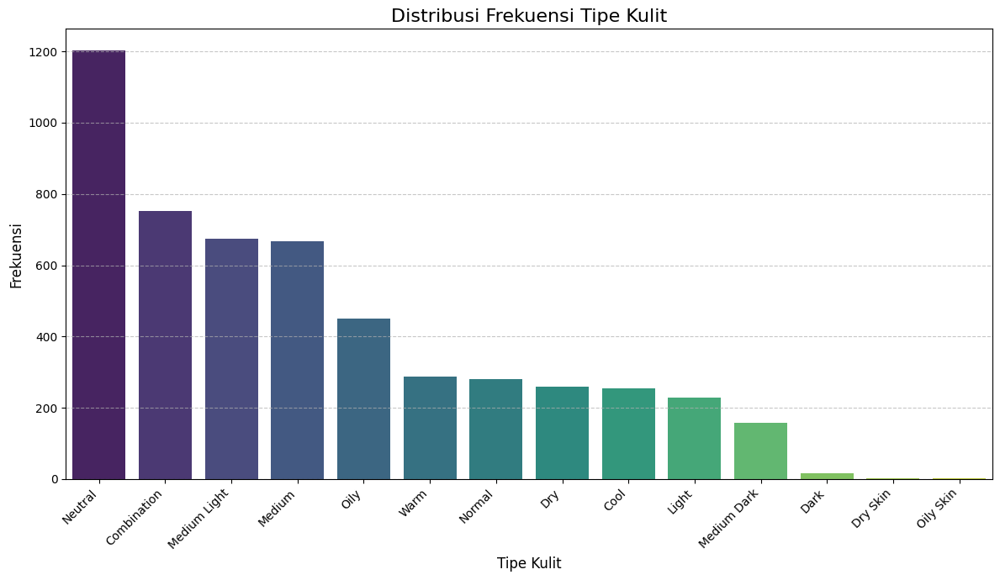 Distribusi Frekuensi Tipe Kulit
Frekuensi
1200
1000
800
600
400
200
0
Neutral
Combination
Medium Light
Medium
Oily
Warm
Normal
Dry
Cool
Light
Medium Dark
Dark
Dry Skin
Oily Skin
Tipe Kulit